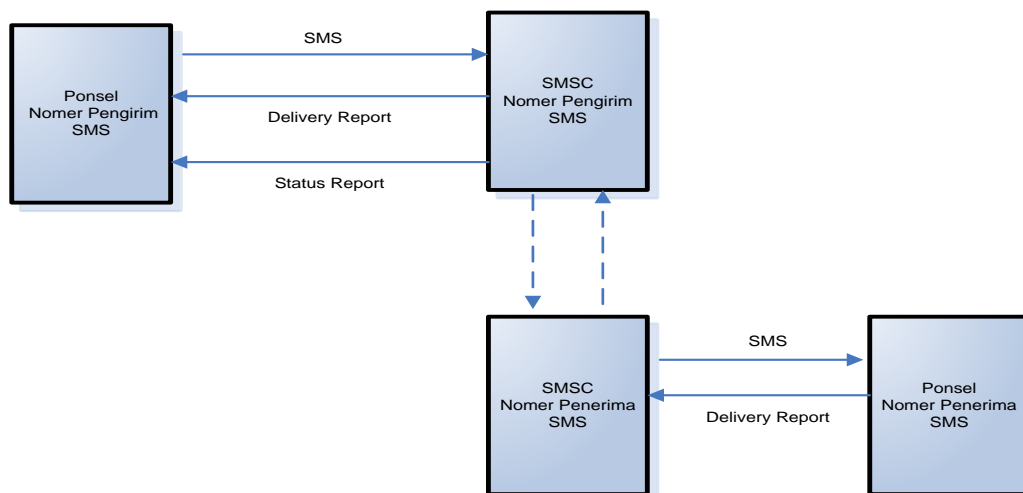 SMS
Ponsel
Nomer Pengirim
SMS
SMSC
Nomer Pengirim
SMS
Delivery Report
Status Report
SMSC
Nomer Penerima
SMS
SMS
Delivery Report
Ponsel
Nomer Penerima
SMS